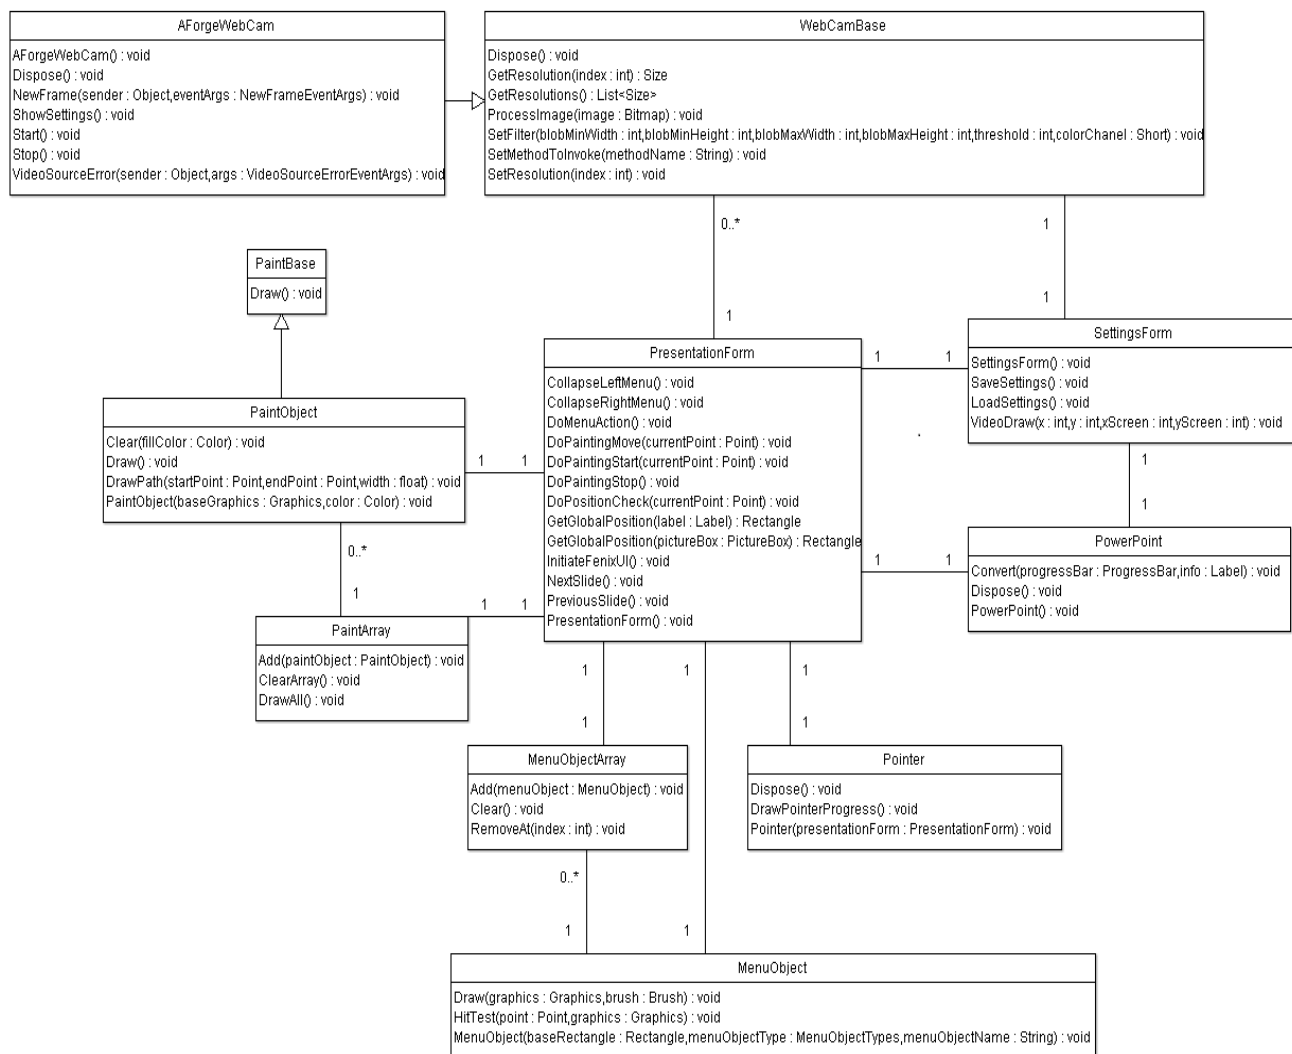 AForgeWebCam
AForgeWebCam() : void
Dispose() : void
NewFrame(sender : Object,eventArgs : NewFrameEventArgs) : void
ShowSettings() : void
Start() : void
Stop() : void
VideoSourceError(sender : Object,args : VideoSourceErrorEventArgs) : void
WebCamBase
Dispose() : void
GetResolution(index : int) : Size
GetResolutions() : List<Size>
ProcessImage(image : Bitmap) : void
SetFilter(blobMinWidth : int,blobMinHeight : int,blobMaxWidth : int,blobMaxHeight : int,threshold : int,colorChanel : Short) : void
SetMethodToInvoke(methodName : String) : void
SetResolution(index : int) : void
0..*
1
1
1
PaintBase
Draw() : void
PaintObject
Clear(fillColor : Color) : void
Draw() : void
DrawPath(startPoint : Point,endPoint : Point,width : float) : void
PaintObject(baseGraphics : Graphics,color : Color) : void
1
1
0..*
1
PaintArray
Add(paintObject : PaintObject) : void
ClearArray() : void
DrawAll() : void
1
1
PresentationForm
CollapseLeftMenu() : void
CollapseRightMenu() : void
DoMenuAction() : void
DoPaintingMove(currentPoint : Point) : void
DoPaintingStart(currentPoint : Point) : void
DoPaintingStop() : void
DoPositionCheck(currentPoint : Point) : void
GetGlobalPosition(label : Label) : Rectangle
GetGlobalPosition(pictureBox : PictureBox) : Rectangle
InitiateFenixUI() : void
NextSlide() : void
PreviousSlide() : void
PresentationForm() : void
1
1
SettingsForm
SettingsForm() : void
SaveSettings() : void
LoadSettings() : void
VideoDraw(x : int,y : int,xScreen : int,yScreen : int) : void
1
1
1
1
PowerPoint
Convert(progressBar : ProgressBar,info : Label) : void
Dispose() : void
PowerPoint() : void
1
1
1
1
1
MenuObjectArray
Add(menuObject : MenuObject) : void
Clear() : void
RemoveAt(index : int) : void
Pointer
Dispose() : void
DrawPointerProgress() : void
Pointer(presentationForm : PresentationForm) : void
0..*
1
1
MenuObject
Draw(graphics : Graphics,brush : Brush) : void
HitTest(point : Point,graphics : Graphics) : void
MenuObject(baseRectangle : Rectangle,menuObjectType : MenuObjectTypes,menuObjectName : String) : void